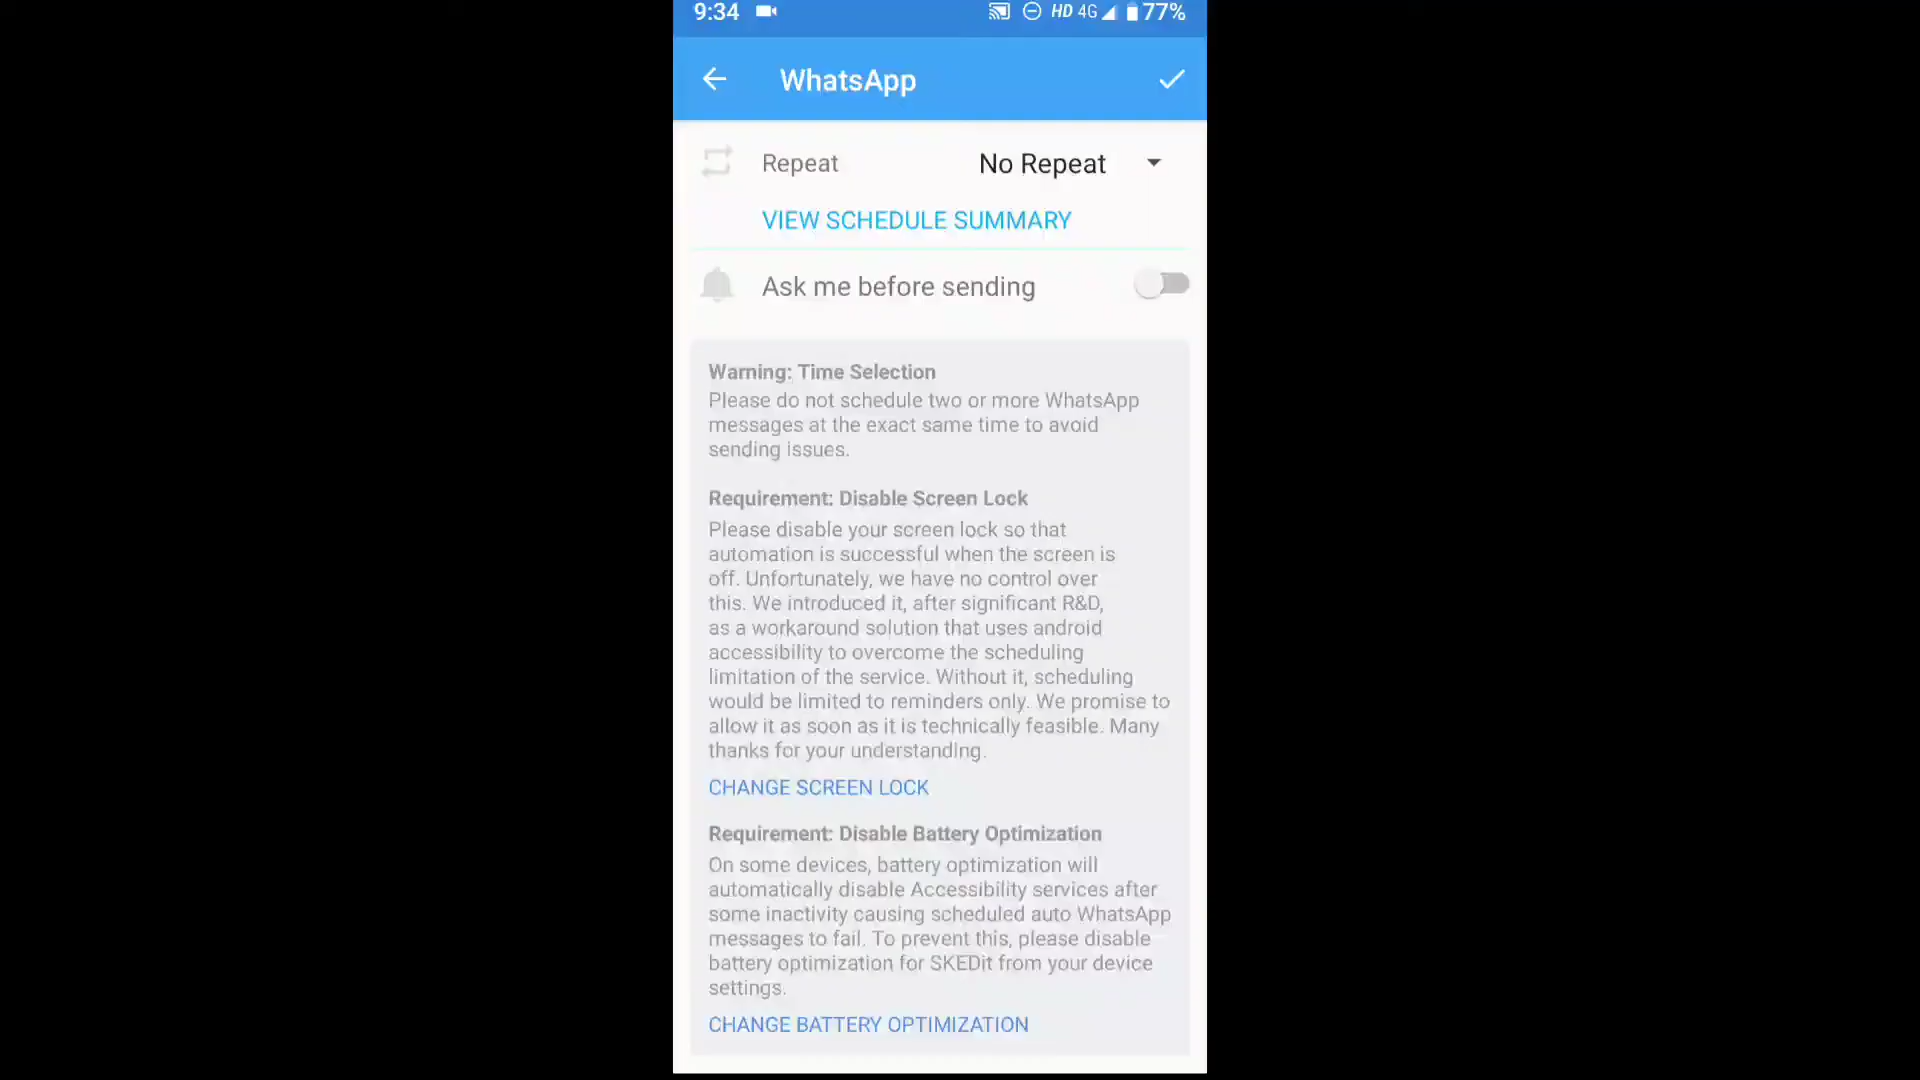 9:34 HD 4G 77%
WhatsApp
Repeat No Repeat
VIEW SCHEDULE SUMMARY
Ask me before sending
Warning: Time Selection
Please do not schedule two or more WhatsApp
messages at the exact same time to avoid
sending issues.
Requirement: Disable Screen Lock
Please disable your screen lock so that
automation is successful when the screen is
off. Unfortunately, we have no control over
this. We introduced it, after significant R&D,
as a workaround solution that uses android
accessibility to overcome the scheduling
limitation of the service. Without it, scheduling
would be limited to reminders only. We promise to
allow it as soon as it is technically feasible. Many
thanks for your understanding.
CHANGE SCREEN LOCK
Requirement: Disable Battery Optimization
On some devices, battery optimization will
automatically disable Accessibility services after
some inactivity causing scheduled auto WhatsApp
messages to fail. To prevent this, please disable
battery optimization for SKEDit from your device
settings.
CHANGE BATTERY OPTIMIZATION